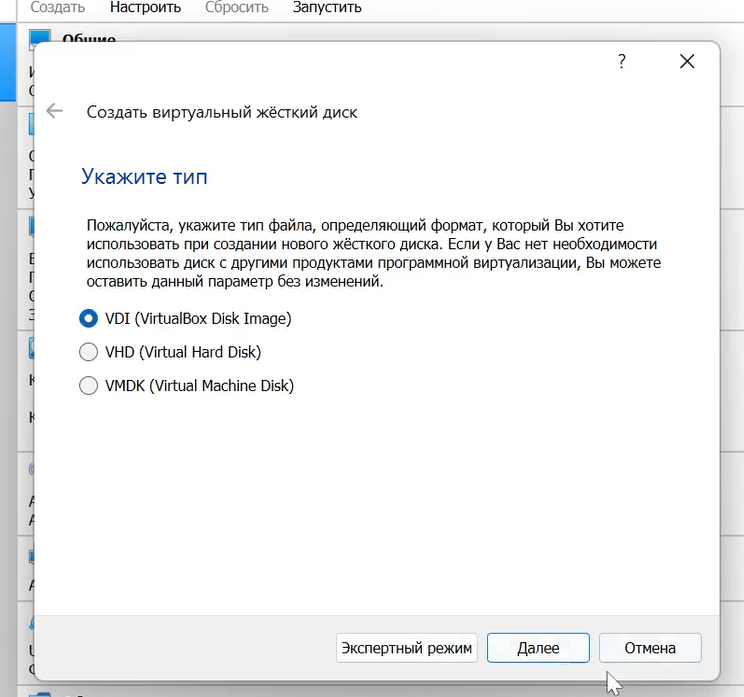 Создать Настроить Сбросить Запустить
Общие
?
Создать виртуальный жёсткий диск
Укажите тип
Пожалуйста, укажите тип файла, определяющий формат, который Вы хотите
использовать при создании нового жёсткого диска. Если у Вас нет необходимости
использовать диск с другими продуктами программной виртуализации, Вы можете
оставить данный параметр без изменений.
VDI (VirtualBox Disk Image)
VHD (Virtual Hard Disk)
VMDK (Virtual Machine Disk)
Экспертный режим Далее Отмена